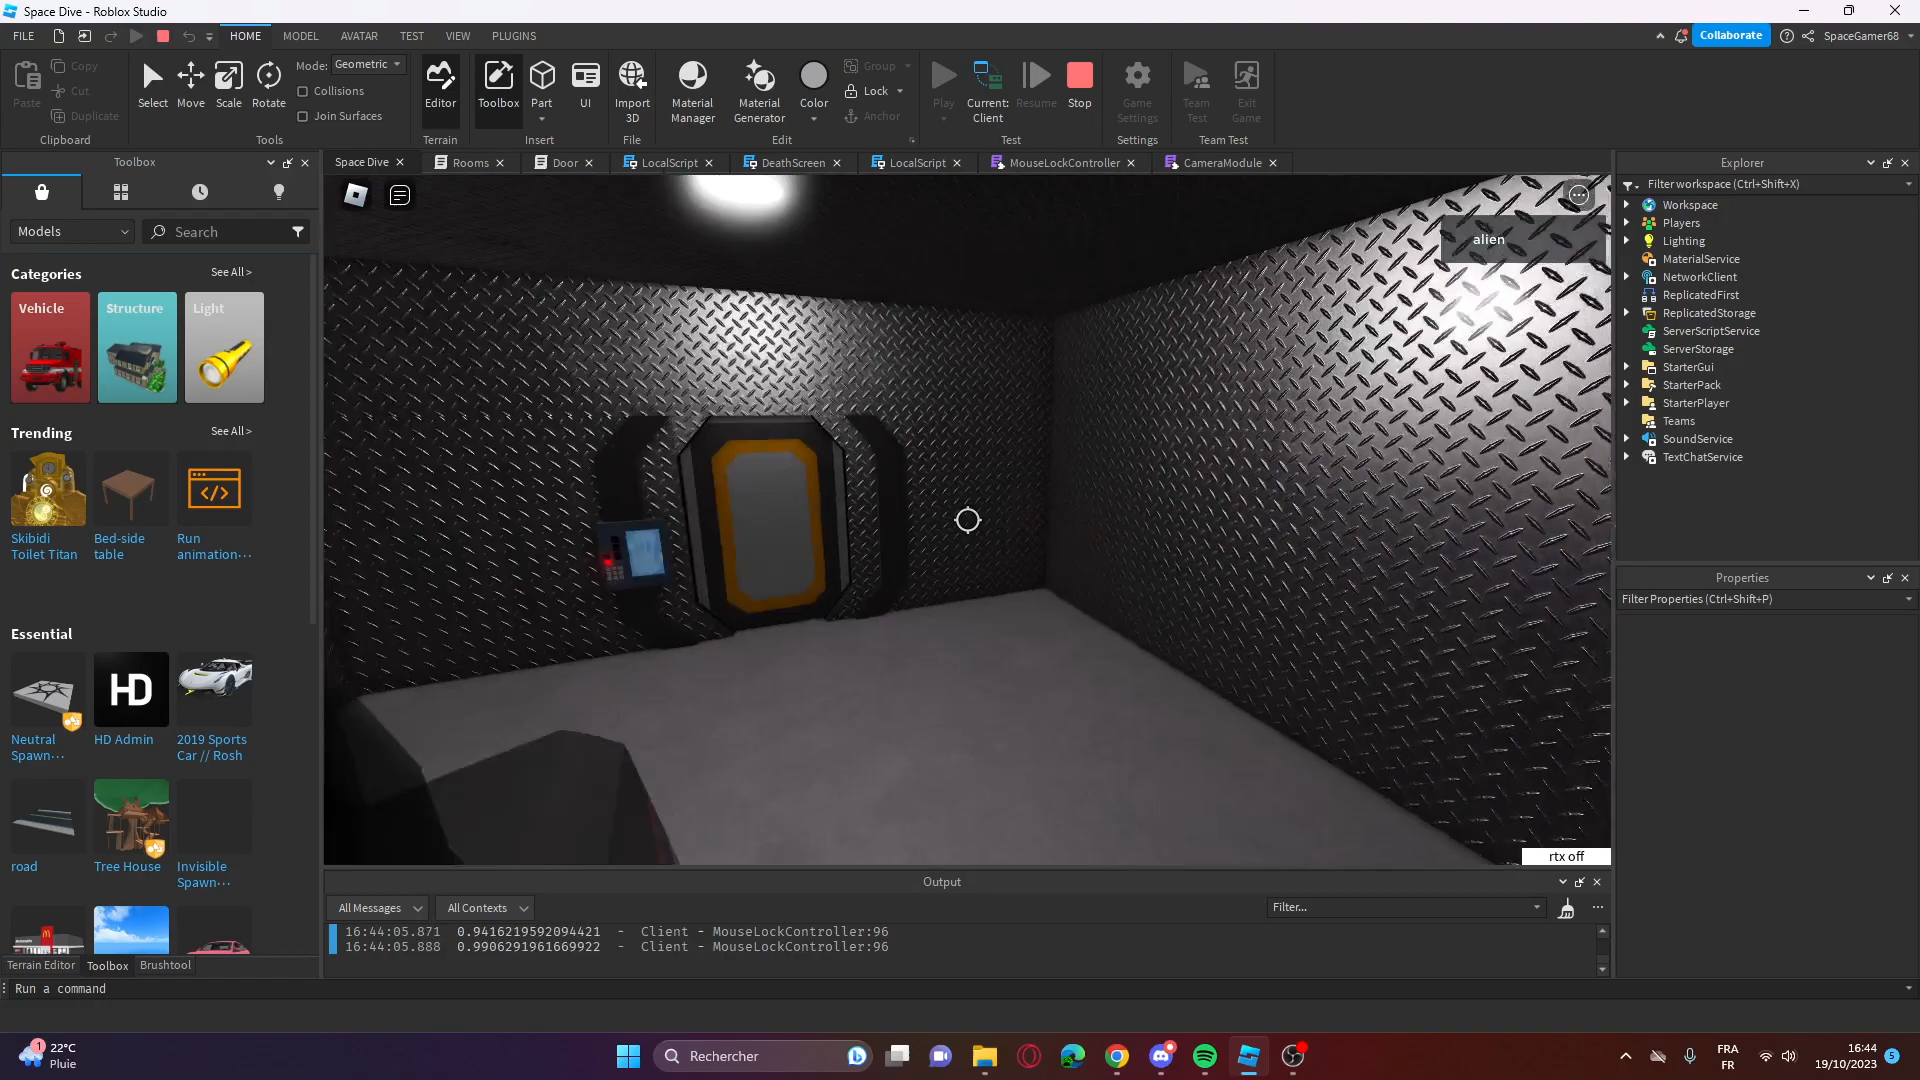 Space Dive - Roblox Studio
FILE HOME MODEL AVATAR TEST VIEW PLUGINS Collaborate SpaceGamer68
Paste Copy Cut Duplicate Clipboard
Select Move Scale Rotate Mode: Geometric Collisions Join Surfaces Tools
Editor Terrain
Toolbox Part UI Insert
Import 3D File
Material Manager Material Generator Color Group Lock Anchor Edit
Play Current: Client Resume Stop Test
Game Settings Settings
Team Test Exit Game Team Test
Toolbox
Space Dive Rooms Door LocalScript DeathScreen LocalScript MouseLockController CameraModule
Explorer
Filter workspace (Ctrl+Shift+X)
Workspace
Players
Lighting
MaterialService
NetworkClient
ReplicatedFirst
ReplicatedStorage
ServerScriptService
ServerStorage
StarterGui
StarterPack
StarterPlayer
Teams
SoundService
TextChatService
Properties
Filter Properties (Ctrl+Shift+P)
Models Search
Categories See All >
Vehicle Structure Light
Trending See All >
Skibidi Toilet Titan
Bed-side table
Run animation...
Essential
HD
Neutral Spawn...
HD Admin
2019 Sports Car // Rosh
road
Tree House
Invisible Spawn...
Terrain Editor Toolbox Brushtool
alien
rtx off
Output
All Messages All Contexts Filter...
16:44:05.871 0.9416219592094421 - Client - MouseLockController:96
16:44:05.888 0.9906291961669922 - Client - MouseLockController:96
Run a command
1
22°C
Pluie
Rechercher
FRA
FR
16:44
19/10/2023
5